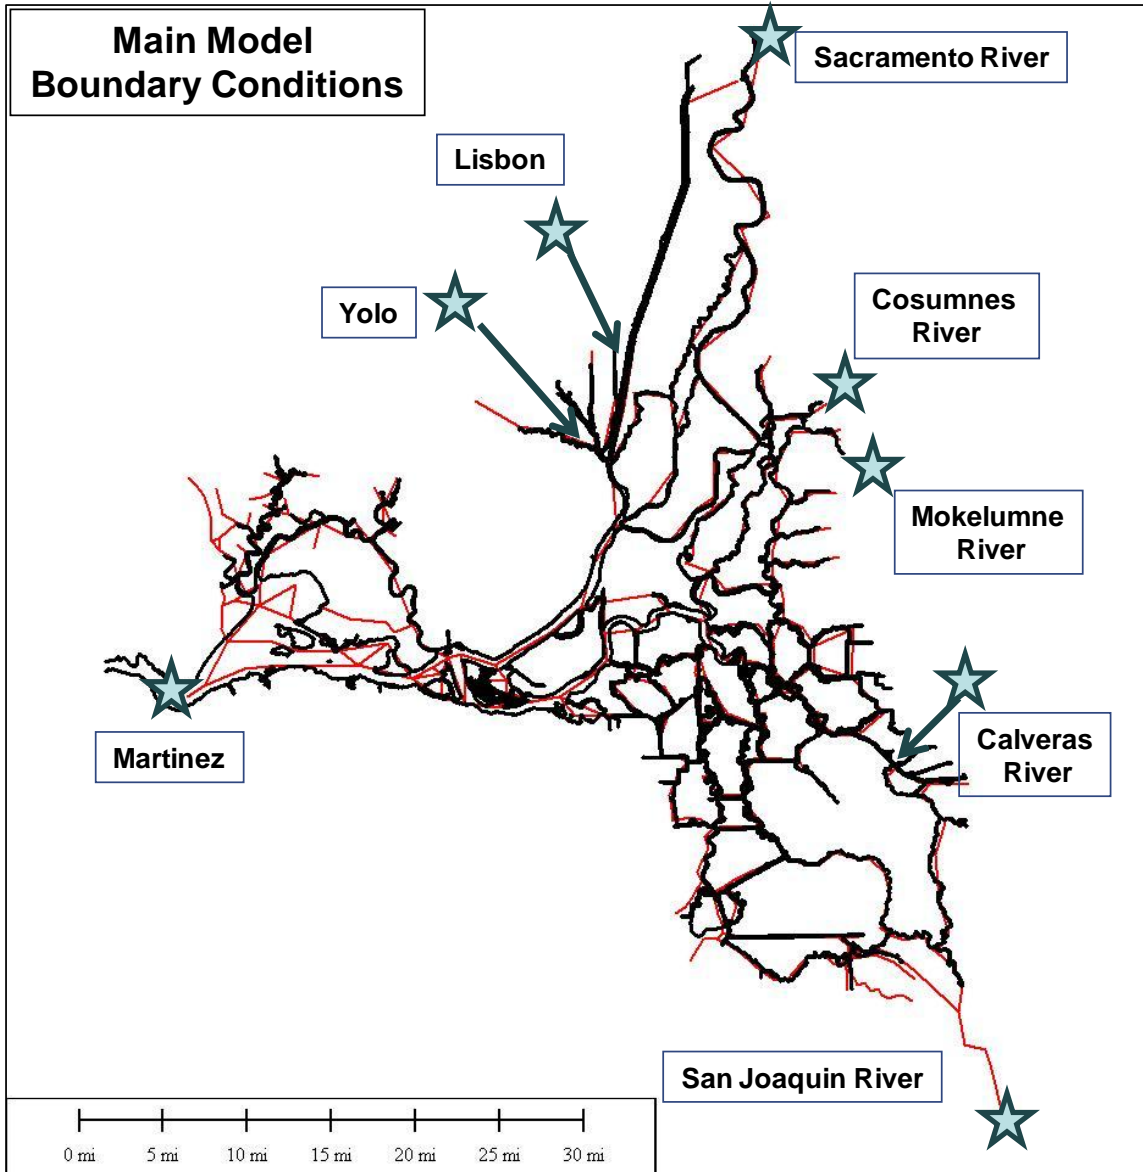 Main Model
Boundary Conditions
Sacramento River
Lisbon
Yolo
Cosumnes
River
Mokelumne
River
Martinez
Calveras
River
San Joaquin River
0 mi 5 mi 10 mi 15 mi 20 mi 25 mi 30 mi